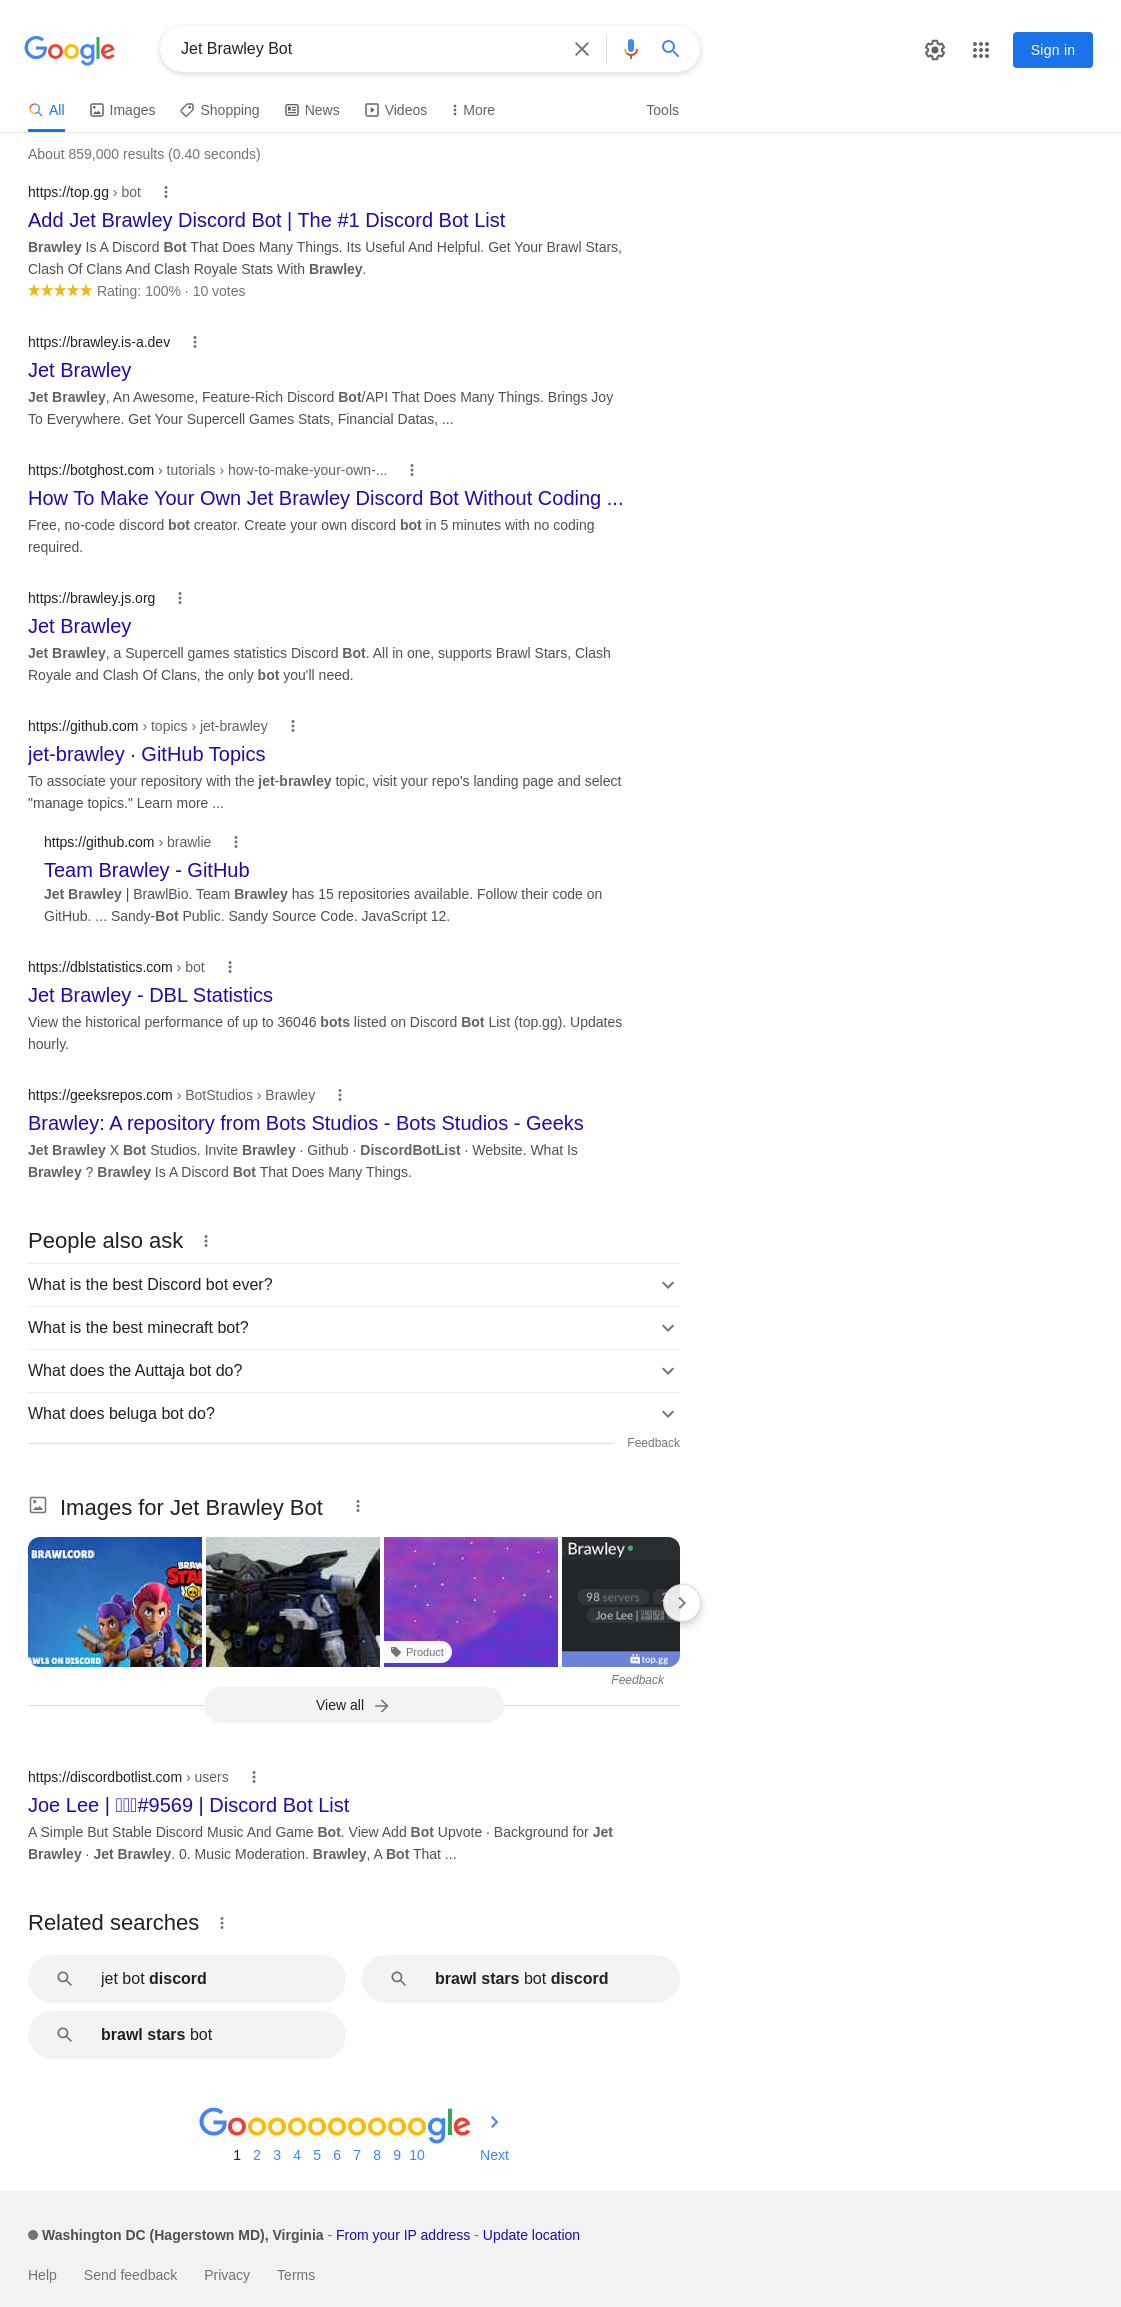 Google
Jet Brawley Bot
Sign in
All Images Shopping News Videos More Tools
About 859,000 results (0.40 seconds)
https://top.gg › bot
Add Jet Brawley Discord Bot | The #1 Discord Bot List
Brawley Is A Discord Bot That Does Many Things. Its Useful And Helpful. Get Your Brawl Stars,
Clash Of Clans And Clash Royale Stats With Brawley.
Rating: 100% · 10 votes
https://brawley.is-a.dev
Jet Brawley
Jet Brawley, An Awesome, Feature-Rich Discord Bot/API That Does Many Things. Brings Joy
To Everywhere. Get Your Supercell Games Stats, Financial Datas, ...
https://botghost.com › tutorials › how-to-make-your-own-...
How To Make Your Own Jet Brawley Discord Bot Without Coding ...
Free, no-code discord bot creator. Create your own discord bot in 5 minutes with no coding
required.
https://brawley.js.org
Jet Brawley
Jet Brawley, a Supercell games statistics Discord Bot. All in one, supports Brawl Stars, Clash
Royale and Clash Of Clans, the only bot you'll need.
https://github.com › topics › jet-brawley
jet-brawley · GitHub Topics
To associate your repository with the jet-brawley topic, visit your repo's landing page and select
"manage topics." Learn more ...
https://github.com › brawlie
Team Brawley - GitHub
Jet Brawley | BrawlBio. Team Brawley has 15 repositories available. Follow their code on
GitHub. ... Sandy-Bot Public. Sandy Source Code. JavaScript 12.
https://dblstatistics.com › bot
Jet Brawley - DBL Statistics
View the historical performance of up to 36046 bots listed on Discord Bot List (top.gg). Updates
hourly.
https://geeksrepos.com › BotStudios › Brawley
Brawley: A repository from Bots Studios - Bots Studios - Geeks
Jet Brawley X Bot Studios. Invite Brawley · Github · DiscordBotList · Website. What Is
Brawley ? Brawley Is A Discord Bot That Does Many Things.
People also ask
What is the best Discord bot ever?
What is the best minecraft bot?
What does the Auttaja bot do?
What does beluga bot do?
Feedback
Images for Jet Brawley Bot
BRAWLCORD
BRAW
STA
AWLS ON DISCORD
Product
Brawley
98 servers
Joe Lee |
top.gg
Feedback
View all
https://discordbotlist.com › users
Joe Lee | #9569 | Discord Bot List
A Simple But Stable Discord Music And Game Bot. View Add Bot Upvote · Background for Jet
Brawley · Jet Brawley. 0. Music Moderation. Brawley, A Bot That ...
Related searches
jet bot discord
brawl stars bot discord
brawl stars bot
Goooooooooogle
1 2 3 4 5 6 7 8 9 10 Next
Washington DC (Hagerstown MD), Virginia - From your IP address - Update location
Help Send feedback Privacy Terms